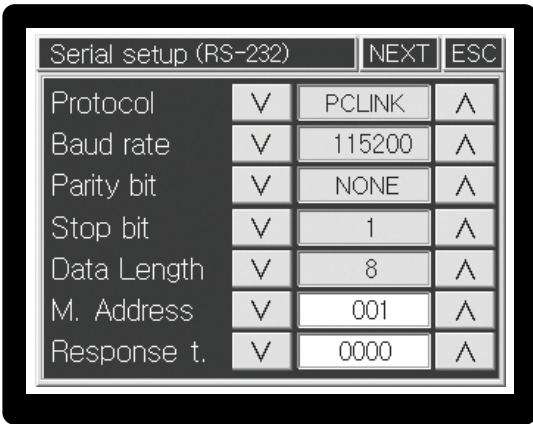 Serial setup (RS-232) NEXT ESC
Protocol V PCLINK Λ
Baud rate V 115200 Λ
Parity bit V NONE Λ
Stop bit V 1 Λ
Data Length V 8 Λ
M. Address V 001 Λ
Response t. V 0000 Λ